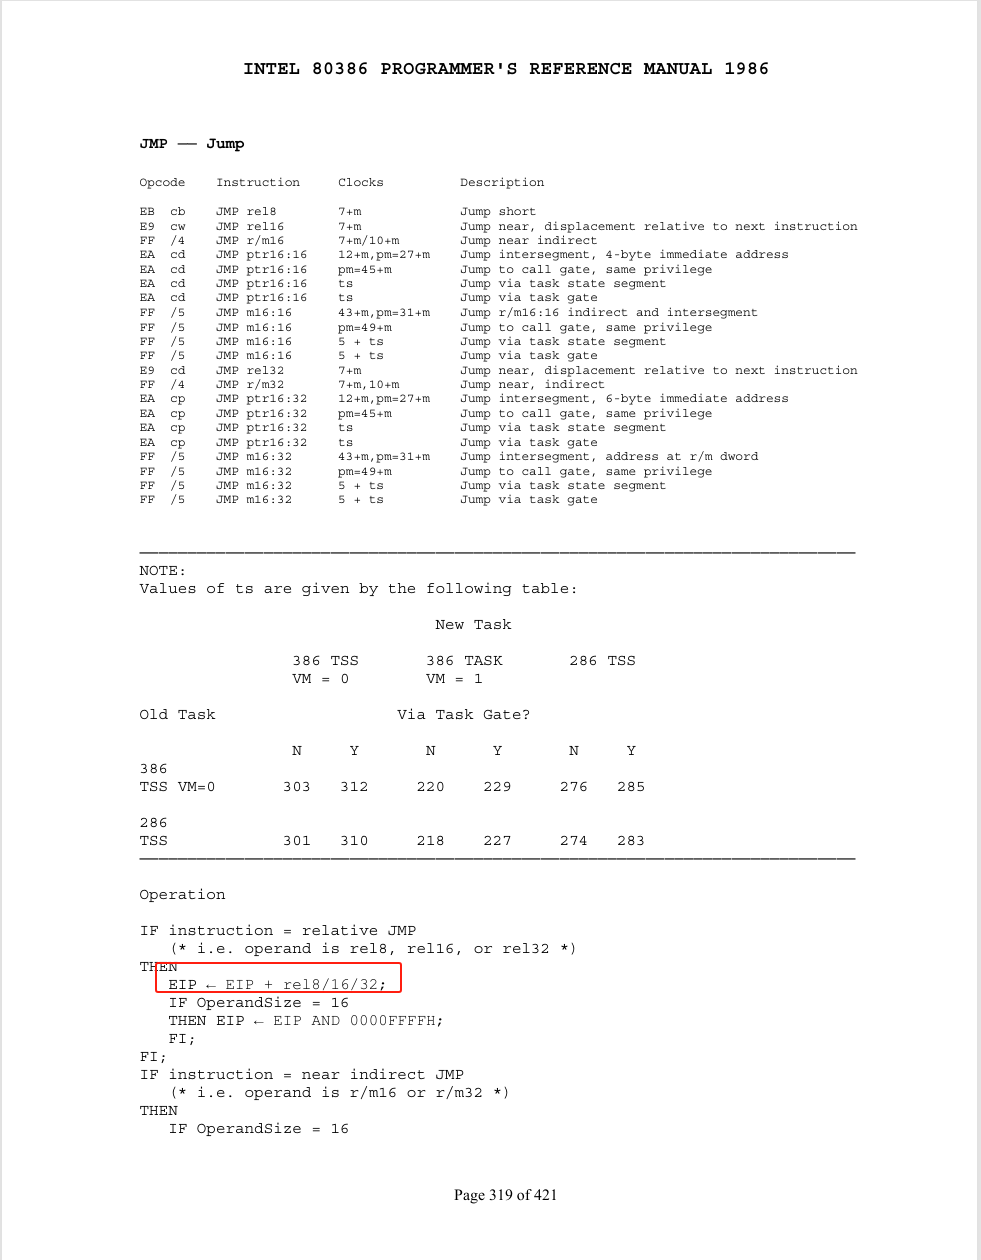 INTEL 80386 PROGRAMMER'S REFERENCE MANUAL 1986
JMP — Jump
Opcode Instruction Clocks Description
EB cb JMP rel8 7+m Jump short
E9 cw JMP rel16 7+m Jump near, displacement relative to next instruction
FF /4 JMP r/m16 7+m/10+m Jump near indirect
EA cd JMP ptr16:16 12+m,pm=27+m Jump intersegment, 4-byte immediate address
EA cd JMP ptr16:16 pm=45+m Jump to call gate, same privilege
EA cd JMP ptr16:16 ts Jump via task state segment
EA cd JMP ptr16:16 ts Jump via task gate
FF /5 JMP m16:16 43+m,pm=31+m Jump r/m16:16 indirect and intersegment
FF /5 JMP m16:16 pm=49+m Jump to call gate, same privilege
FF /5 JMP m16:16 5 + ts Jump via task state segment
FF /5 JMP m16:16 5 + ts Jump via task gate
E9 cd JMP rel32 7+m Jump near, displacement relative to next instruction
FF /4 JMP r/m32 7+m,10+m Jump near, indirect
EA cp JMP ptr16:32 12+m,pm=27+m Jump intersegment, 6-byte immediate address
EA cp JMP ptr16:32 pm=45+m Jump to call gate, same privilege
EA cp JMP ptr16:32 ts Jump via task state segment
EA cp JMP ptr16:32 ts Jump via task gate
FF /5 JMP m16:32 43+m,pm=31+m Jump intersegment, address at r/m dword
FF /5 JMP m16:32 pm=49+m Jump to call gate, same privilege
FF /5 JMP m16:32 5 + ts Jump via task state segment
FF /5 JMP m16:32 5 + ts Jump via task gate
NOTE:
Values of ts are given by the following table:
New Task
386 TSS 386 TASK 286 TSS
VM = 0 VM = 1
Old Task Via Task Gate?
N Y N Y N Y
386
TSS VM=0 303 312 220 229 276 285
286
TSS 301 310 218 227 274 283
Operation
IF instruction = relative JMP
(* i.e. operand is rel8, rel16, or rel32 *)
THEN
EIP ← EIP + rel8/16/32;
IF OperandSize = 16
THEN EIP ← EIP AND 0000FFFFH;
FI;
FI;
IF instruction = near indirect JMP
(* i.e. operand is r/m16 or r/m32 *)
THEN
IF OperandSize = 16
Page 319 of 421